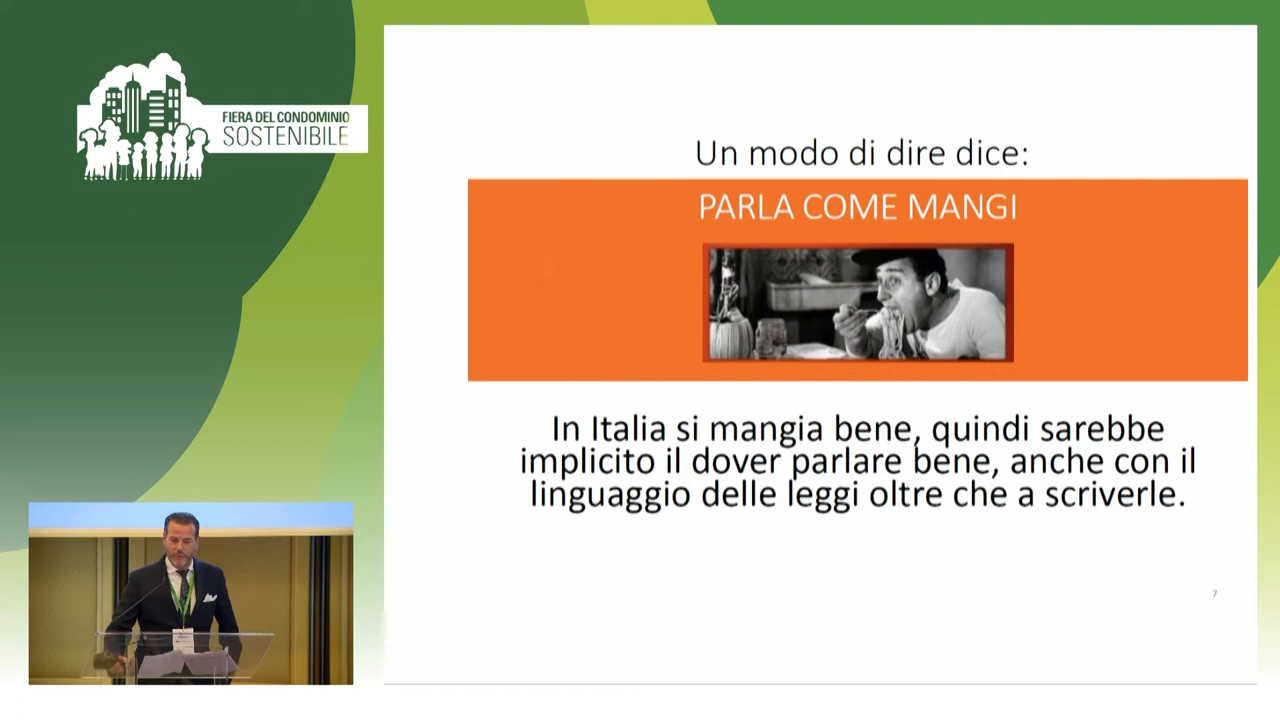 FIERA DEL CONDOMINIO
SOSTENIBILE
Un modo di dire dice:
PARLA COME MANGI
In Italia si mangia bene, quindi sarebbe
implicito il dover parlare bene, anche con il
linguaggio delle leggi oltre che a scriverle.
7